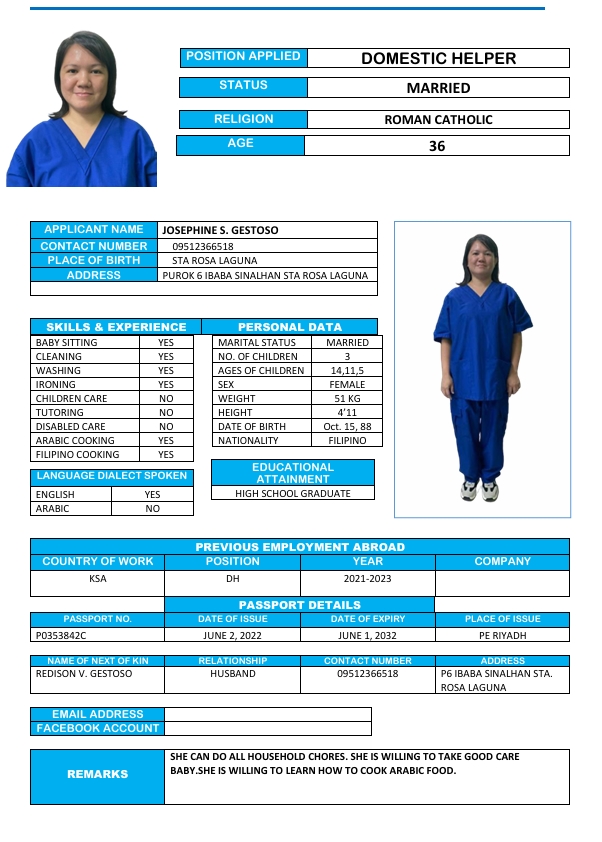 POSITION APPLIED DOMESTIC HELPER
STATUS MARRIED
RELIGION ROMAN CATHOLIC
AGE 36
APPLICANT NAME JOSEPHINE S. GESTOSO
CONTACT NUMBER 09512366518
PLACE OF BIRTH STA ROSA LAGUNA
ADDRESS PUROK 6 IBABA SINALHAN STA ROSA LAGUNA
SKILLS & EXPERIENCE
BABY SITTING YES
CLEANING YES
WASHING YES
IRONING YES
CHILDREN CARE NO
TUTORING NO
DISABLED CARE NO
ARABIC COOKING YES
FILIPINO COOKING YES
LANGUAGE DIALECT SPOKEN
ENGLISH YES
ARABIC NO
PERSONAL DATA
MARITAL STATUS MARRIED
NO. OF CHILDREN 3
AGES OF CHILDREN 14,11,5
SEX FEMALE
WEIGHT 51 KG
HEIGHT 4’11
DATE OF BIRTH Oct. 15, 88
NATIONALITY FILIPINO
EDUCATIONAL
ATTAINMENT
HIGH SCHOOL GRADUATE
PREVIOUS EMPLOYMENT ABROAD
COUNTRY OF WORK POSITION YEAR COMPANY
KSA DH 2021-2023
PASSPORT DETAILS
PASSPORT NO. DATE OF ISSUE DATE OF EXPIRY PLACE OF ISSUE
P0353842C JUNE 2, 2022 JUNE 1, 2032 PE RIYADH
NAME OF NEXT OF KIN RELATIONSHIP CONTACT NUMBER ADDRESS
REDISON V. GESTOSO HUSBAND 09512366518 P6 IBABA SINALHAN STA.
ROSA LAGUNA
EMAIL ADDRESS
FACEBOOK ACCOUNT
REMARKS
SHE CAN DO ALL HOUSEHOLD CHORES. SHE IS WILLING TO TAKE GOOD CARE
BABY.SHE IS WILLING TO LEARN HOW TO COOK ARABIC FOOD.